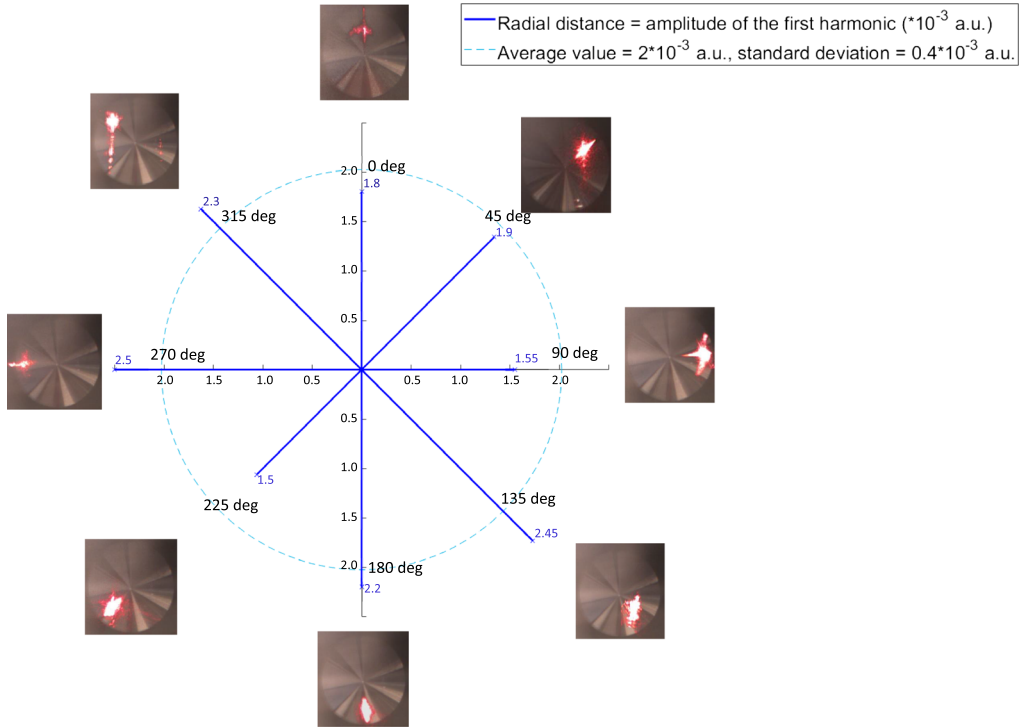 Radial distance = amplitude of the first harmonic (*10-3 a.u.)
Average value = 2*10-3 a.u., standard deviation = 0.4*10-3 a.u.
0 deg
2.0
1.8
2.3
315 deg
45 deg
1.5
1.9
1.0
0.5
2.5
270 deg
1.55
90 deg
2.0
1.5
1.0
0.5
0.5
1.0
1.5
2.0
0.5
1.0
1.5
225 deg
135 deg
1.5
2.45
2.0
180 deg
2.2